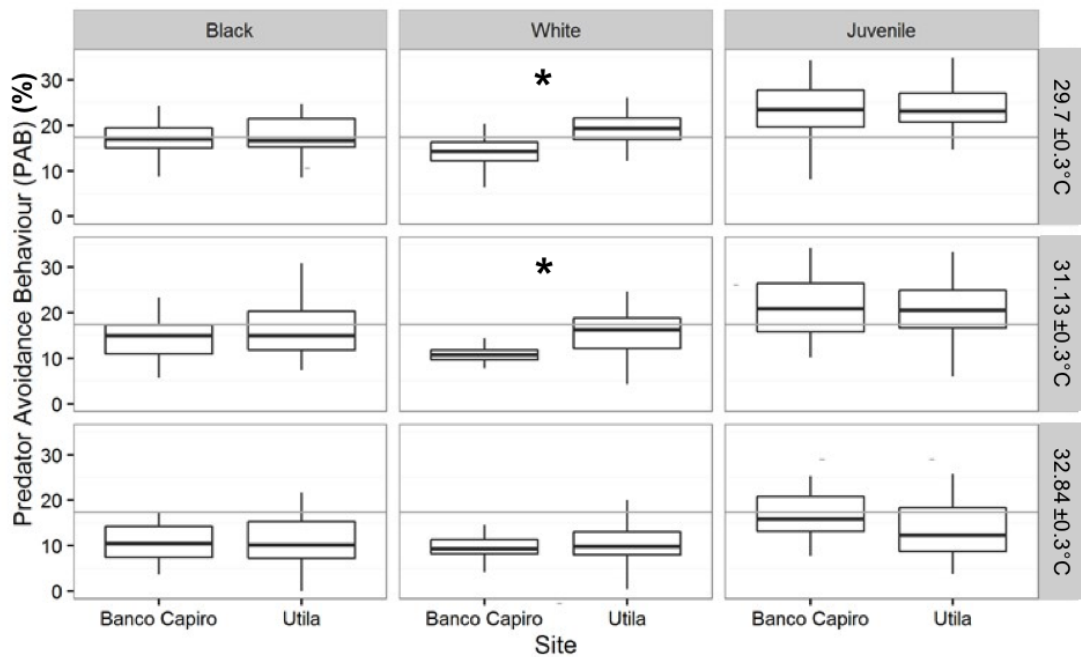 Black White Juvenile
Predator Avoidance Behaviour (PAB) (%)
30
20
10
0
*
29.7 ±0.3°C
30
20
10
0
*
31.13 ±0.3°C
30
20
10
0
32.84 ±0.3°C
Banco Capiro Utila Banco Capiro Utila Banco Capiro Utila
Site